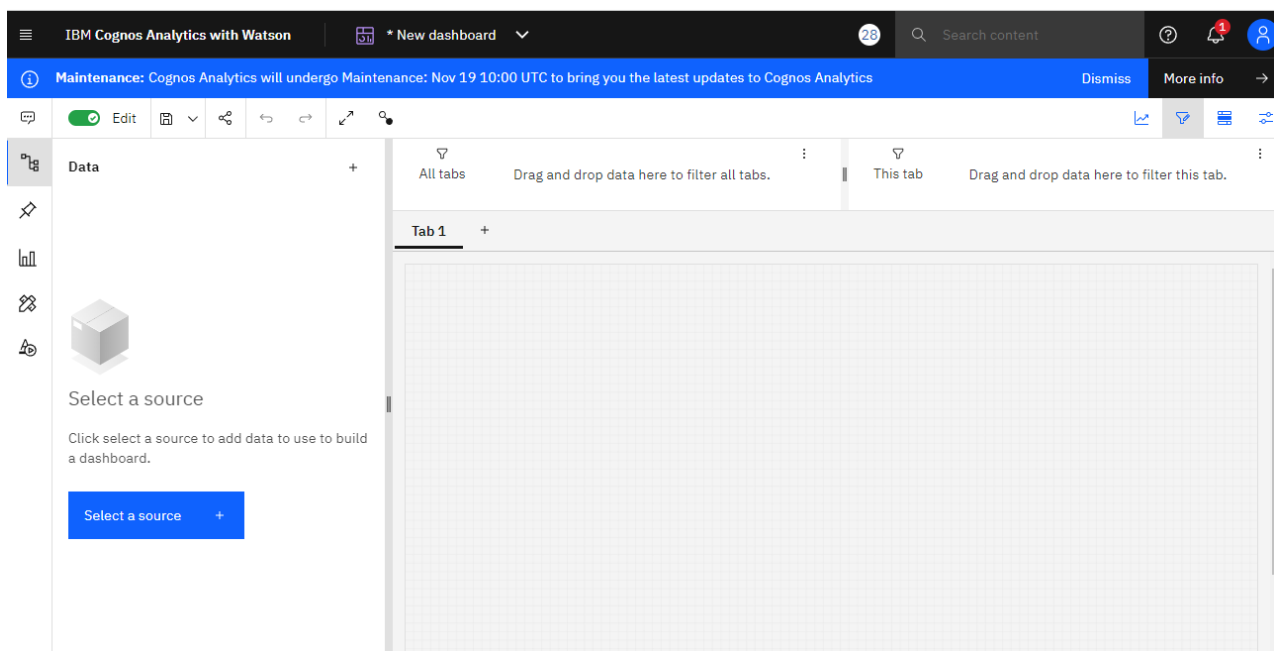 IBM Cognos Analytics with Watson
* New dashboard
28
Search content
1
Maintenance: Cognos Analytics will undergo Maintenance: Nov 19 10:00 UTC to bring you the latest updates to Cognos Analytics
Dismiss
More info
Edit
Data
All tabs
Drag and drop data here to filter all tabs.
This tab
Drag and drop data here to filter this tab.
Tab 1
Select a source
Click select a source to add data to use to build
a dashboard.
Select a source